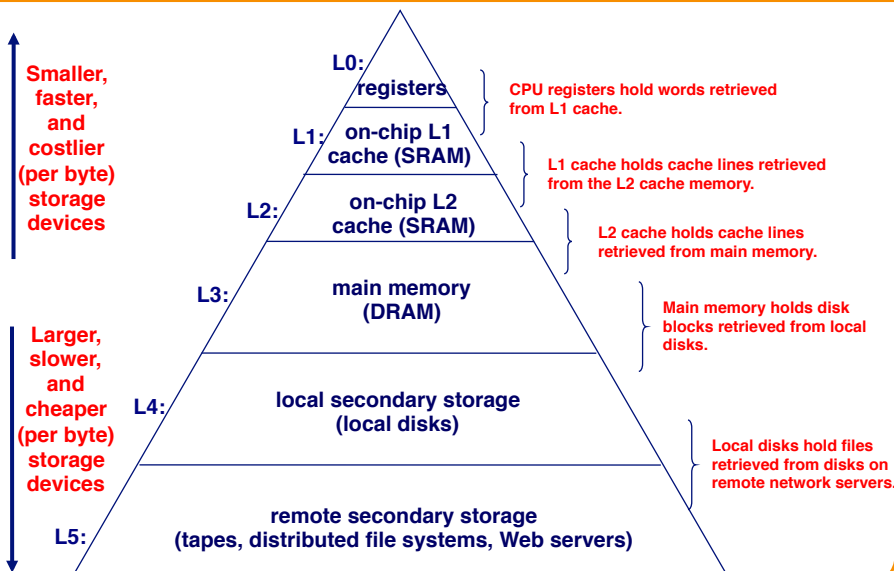 Smaller,
faster,
and
costlier
(per byte)
storage
devices
Larger,
slower,
and
cheaper
(per byte)
storage
devices
L0:
registers
L1:
on-chip L1
cache (SRAM)
L2:
on-chip L2
cache (SRAM)
L3:
main memory
(DRAM)
L4:
local secondary storage
(local disks)
L5:
remote secondary storage
(tapes, distributed file systems, Web servers)
CPU registers hold words retrieved
from L1 cache.
L1 cache holds cache lines retrieved
from the L2 cache memory.
L2 cache holds cache lines
retrieved from main memory.
Main memory holds disk
blocks retrieved from local
disks.
Local disks hold files
retrieved from disks on
remote network servers.